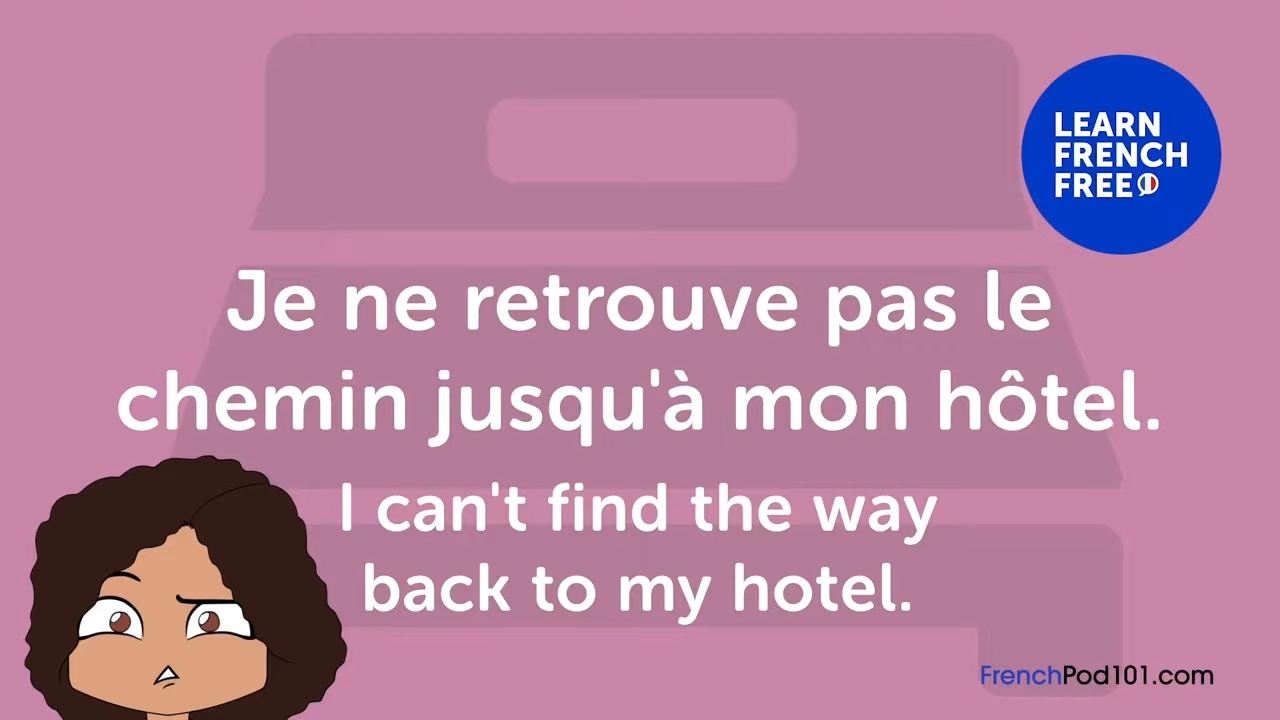 LEARN
FRENCH
FREE
Je ne retrouve pas le
chemin jusqu'à mon hôtel.
I can't find the way
back to my hotel.
FrenchPod101.com